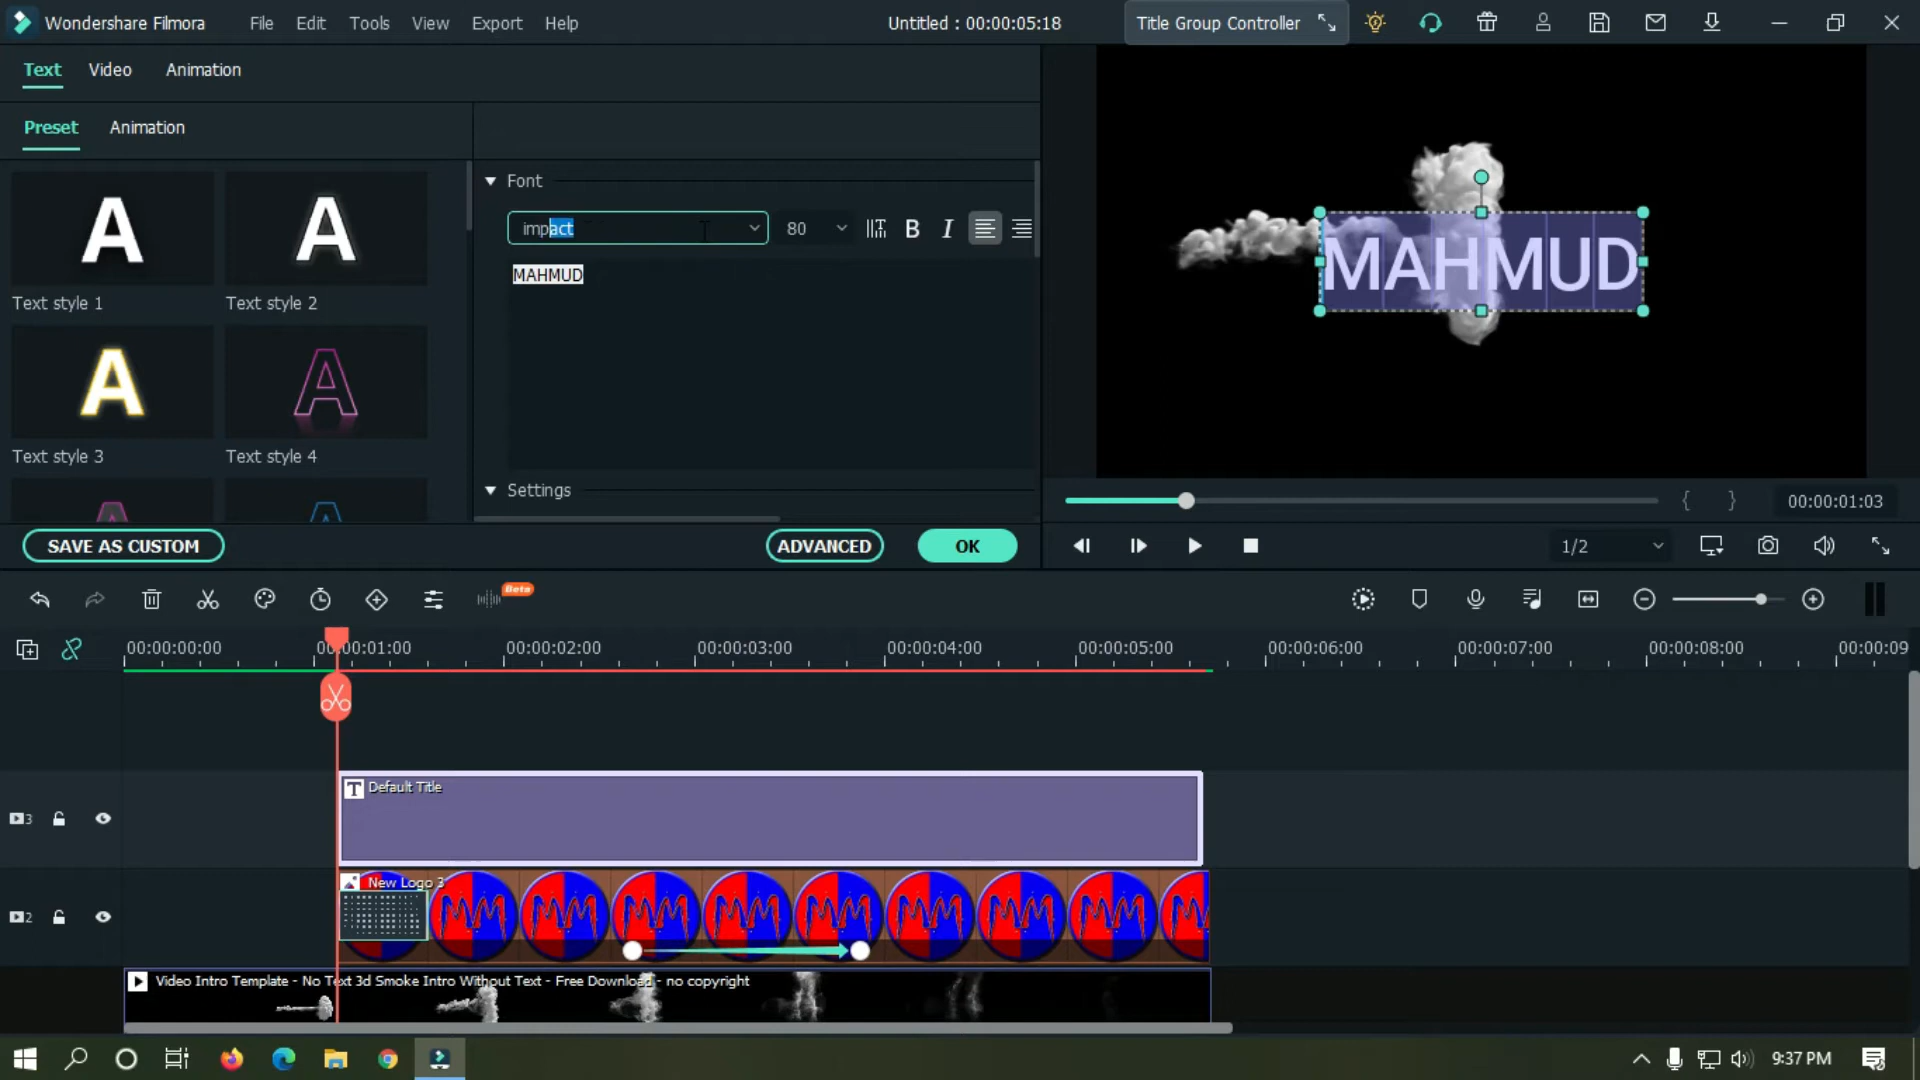 Wondershare Filmora File Edit Tools View Export Help Untitled : 00:00:05:18 Title Group Controller
Text Video Animation
Preset Animation
Font
impact 80 B I
MAHMUD
A A
Text style 1 Text style 2
A A
Text style 3 Text style 4
Settings
MAHMUD
00:00:01:03
SAVE AS CUSTOM ADVANCED OK
1/2
Beta
00:00:00:00 00:00:01:00 00:00:02:00 00:00:03:00 00:00:04:00 00:00:05:00 00:00:06:00 00:00:07:00 00:00:08:00 00:00:09
3 T Default Title
2 New Logo 3
Video Intro Template - No Text 3d Smoke Intro Without Text - Free Download - no copyright
9:37 PM